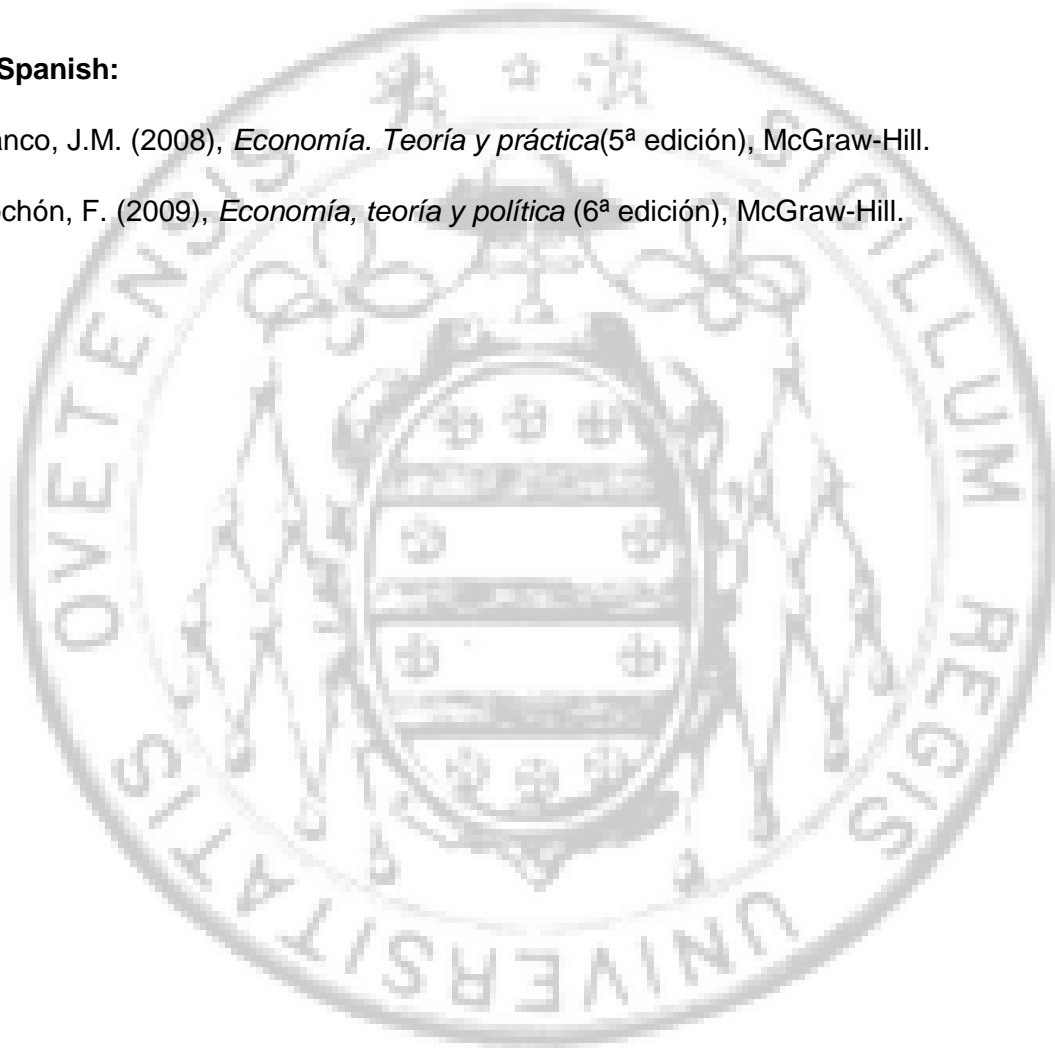 Spanish:
anco, J.M. (2008), Economía. Teoría y práctica(5ª edición), McGraw-Hill.
ochón, F. (2009), Economía, teoría y política (6ª edición), McGraw-Hill.
SIGILLUM REGIS UNIVERSITATIS OVETENSIS